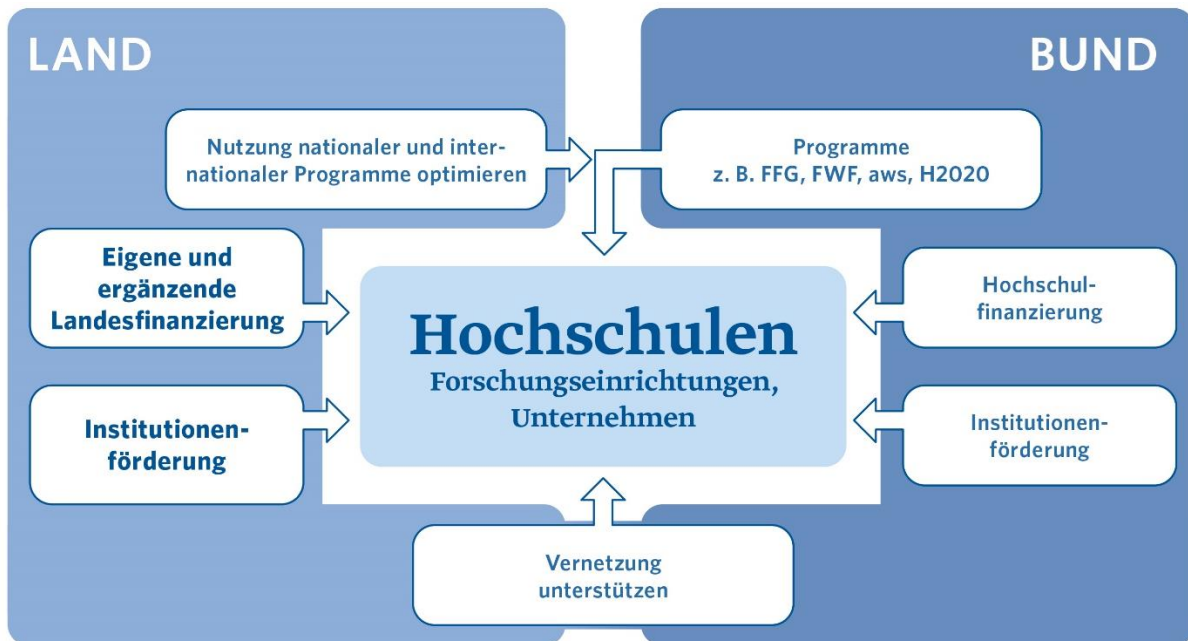 LAND
BUND
Nutzung nationaler und inter-
nationaler Programme optimieren
Programme
z. B. FFG, FWF, aws, H2020
Eigene und
ergänzende
Landesfinanzierung
Hochschul-
finanzierung
Hochschulen
Forschungseinrichtungen,
Unternehmen
Institutionen-
förderung
Institutionen-
förderung
Vernetzung
unterstützen